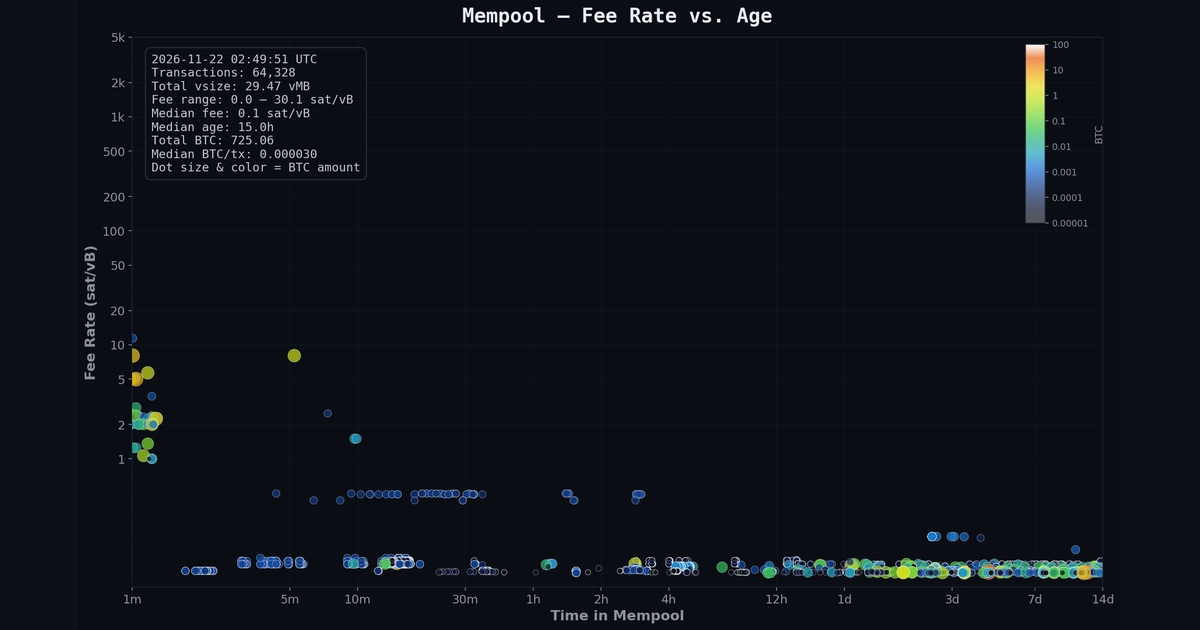 Mempool — Fee Rate vs. Age
2026-11-22 02:49:51 UTC
Transactions: 64,328
Total vsize: 29.47 vMB
Fee range: 0.0 – 30.1 sat/vB
Median fee: 0.1 sat/vB
Median age: 15.0h
Total BTC: 725.06
Median BTC/tx: 0.000030
Dot size & color = BTC amount
100
10
1
0.1
0.01
0.001
0.0001
0.00001
BTC
Fee Rate (sat/vB)
5k
2k
1k
500
200
100
50
20
10
5
2
1
1m 5m 10m 30m 1h 2h 4h 12h 1d 3d 7d 14d
Time in Mempool